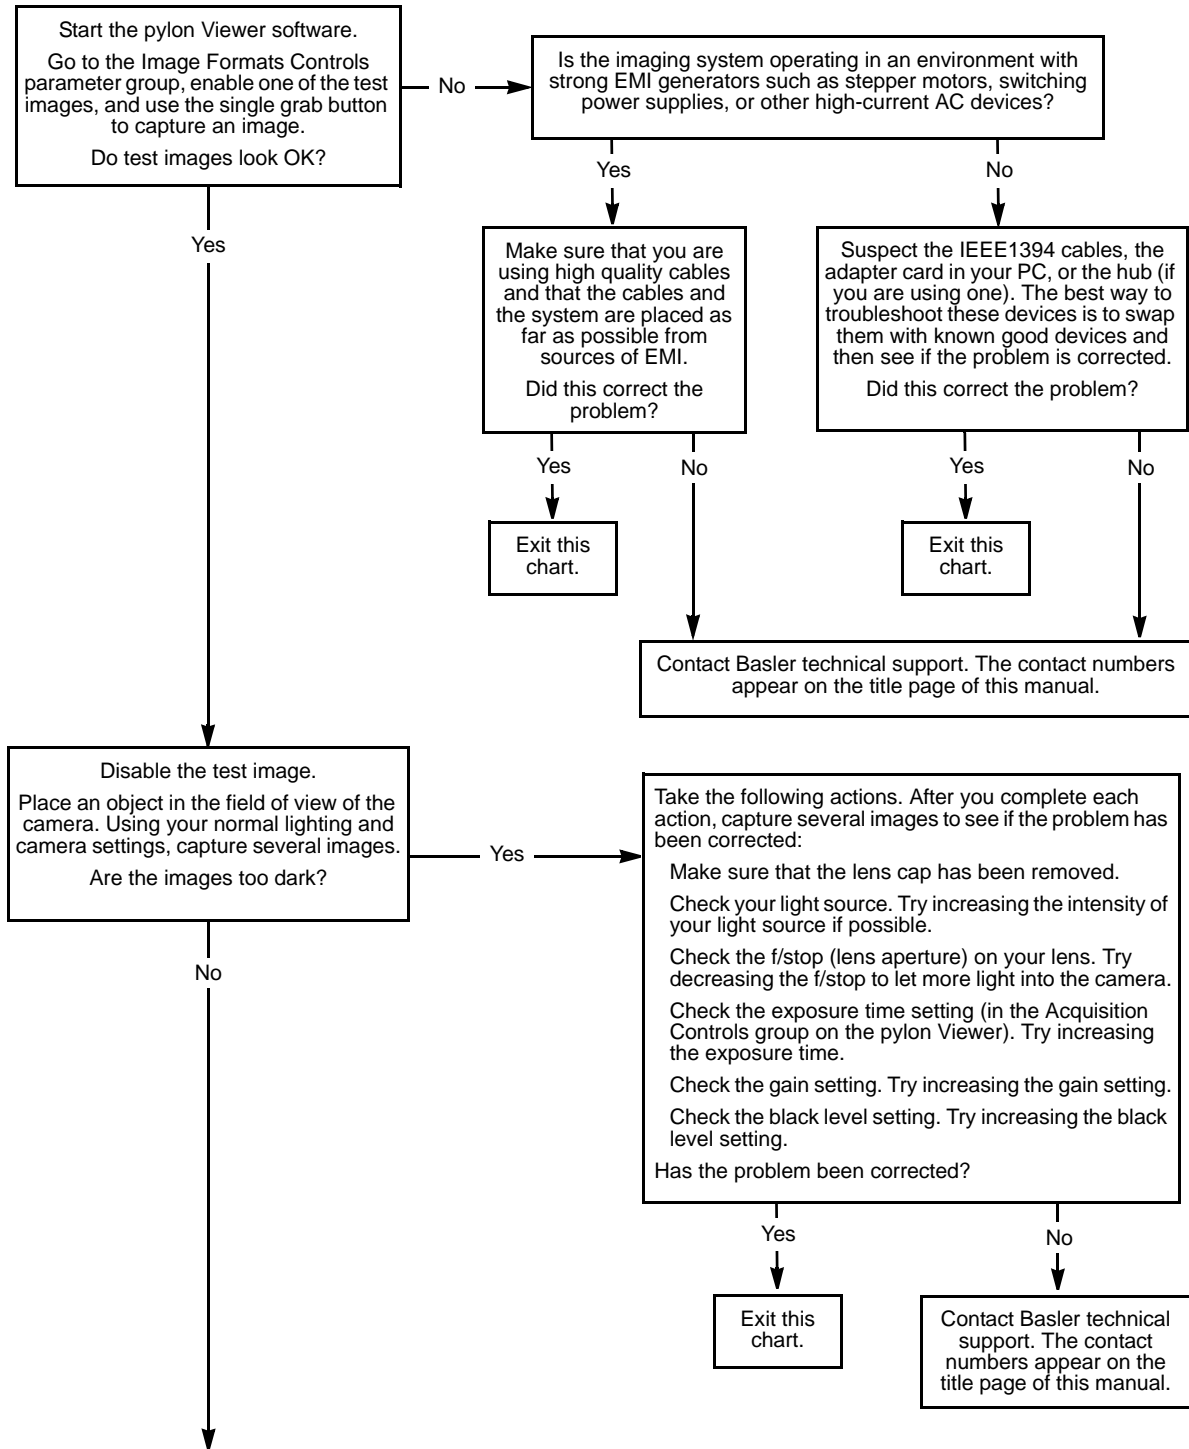 Start the pylon Viewer software.
Go to the Image Formats Controls
parameter group, enable one of the test
images, and use the single grab button
to capture an image.
Do test images look OK?
No
Is the imaging system operating in an environment with
strong EMI generators such as stepper motors, switching
power supplies, or other high-current AC devices?
Yes
No
Yes
Make sure that you are
using high quality cables
and that the cables and
the system are placed as
far as possible from
sources of EMI.
Did this correct the
problem?
Suspect the IEEE1394 cables, the
adapter card in your PC, or the hub (if
you are using one). The best way to
troubleshoot these devices is to swap
them with known good devices and
then see if the problem is corrected.
Did this correct the problem?
Yes
No
Yes
No
Exit this
chart.
Exit this
chart.
Contact Basler technical support. The contact numbers
appear on the title page of this manual.
Disable the test image.
Place an object in the field of view of the
camera. Using your normal lighting and
camera settings, capture several images.
Are the images too dark?
Yes
No
Take the following actions. After you complete each
action, capture several images to see if the problem has
been corrected:
Make sure that the lens cap has been removed.
Check your light source. Try increasing the intensity of
your light source if possible.
Check the f/stop (lens aperture) on your lens. Try
decreasing the f/stop to let more light into the camera.
Check the exposure time setting (in the Acquisition
Controls group on the pylon Viewer). Try increasing
the exposure time.
Check the gain setting. Try increasing the gain setting.
Check the black level setting. Try increasing the black
level setting.
Has the problem been corrected?
Yes
No
Exit this
chart.
Contact Basler technical
support. The contact
numbers appear on the
title page of this manual.